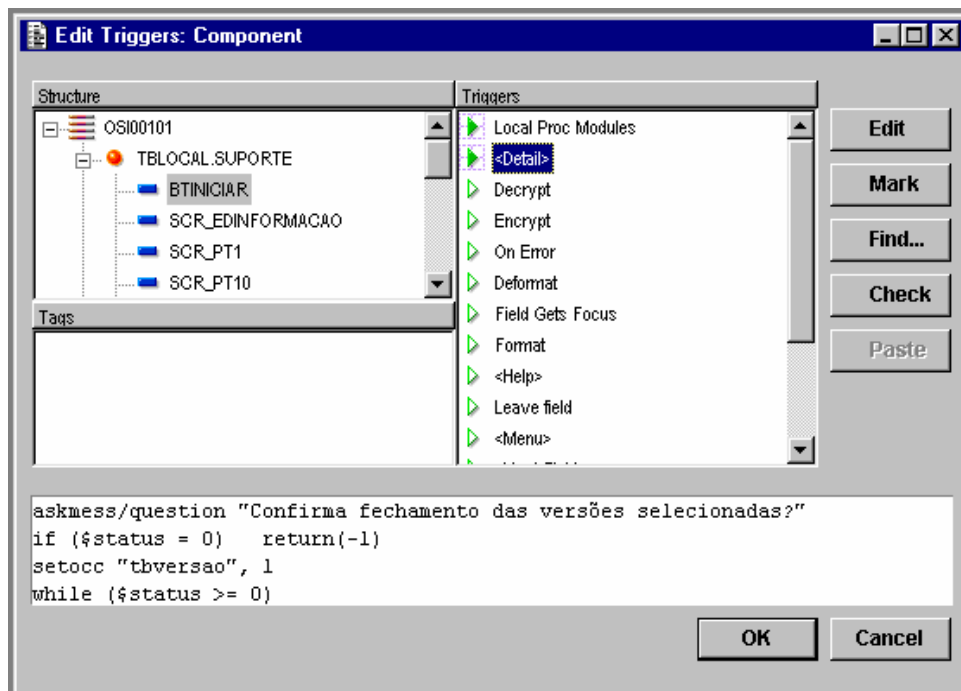 Edit Triggers: Component
Structure
OSI00101
TBLOCAL.SUPORTE
BTINICIAR
SCR_EDINFORMACAO
SCR_PT1
SCR_PT10
Tags
Triggers
Local Proc Modules
<Detail>
Decrypt
Encrypt
On Error
Deformat
Field Gets Focus
Format
<Help>
Leave field
<Menu>
Edit
Mark
Find...
Check
Paste
askmess/question "Confirma fechamento das versões selecionadas?"
if ($status = 0)   return(-1)
setocc "tbversao", 1
while ($status >= 0)
OK
Cancel